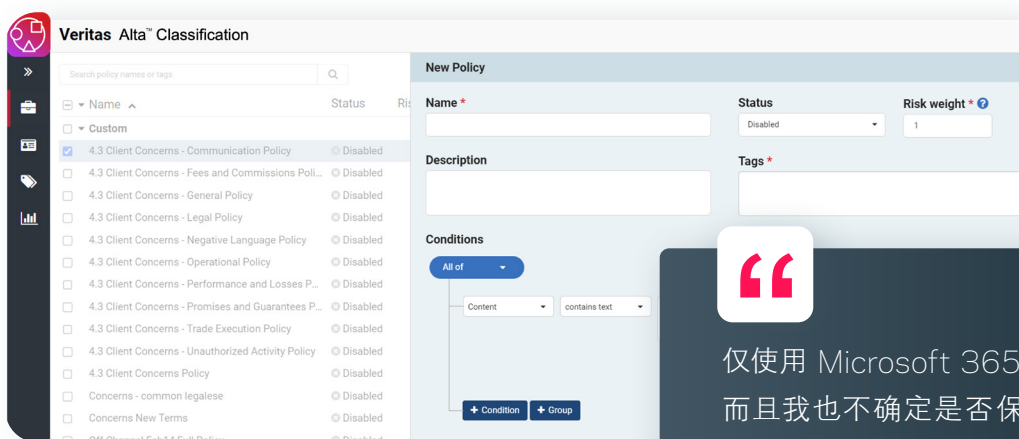 Veritas Alta™ Classification
Search policy names or tags
New Policy
Name
Status
Name *
Status
Risk weight *
Custom
Disabled
1
4.3 Client Concerns - Communication Policy
Disabled
4.3 Client Concerns - Fees and Commissions Poli...
Disabled
Description
Tags *
4.3 Client Concerns - General Policy
Disabled
4.3 Client Concerns - Legal Policy
Disabled
4.3 Client Concerns - Negative Language Policy
Disabled
Conditions
4.3 Client Concerns - Operational Policy
Disabled
All of
4.3 Client Concerns - Performance and Losses P...
Disabled
4.3 Client Concerns - Promises and Guarantees P...
Disabled
Content
contains text
4.3 Client Concerns - Trade Execution Policy
Disabled
4.3 Client Concerns - Unauthorized Activity Policy
Disabled
4.3 Client Concerns Policy
Disabled
Concerns - common legalese
Disabled
Concerns New Terms
Disabled
+ Condition
+ Group
“
仅使用 Microsoft 365
而且我也不确定是否保